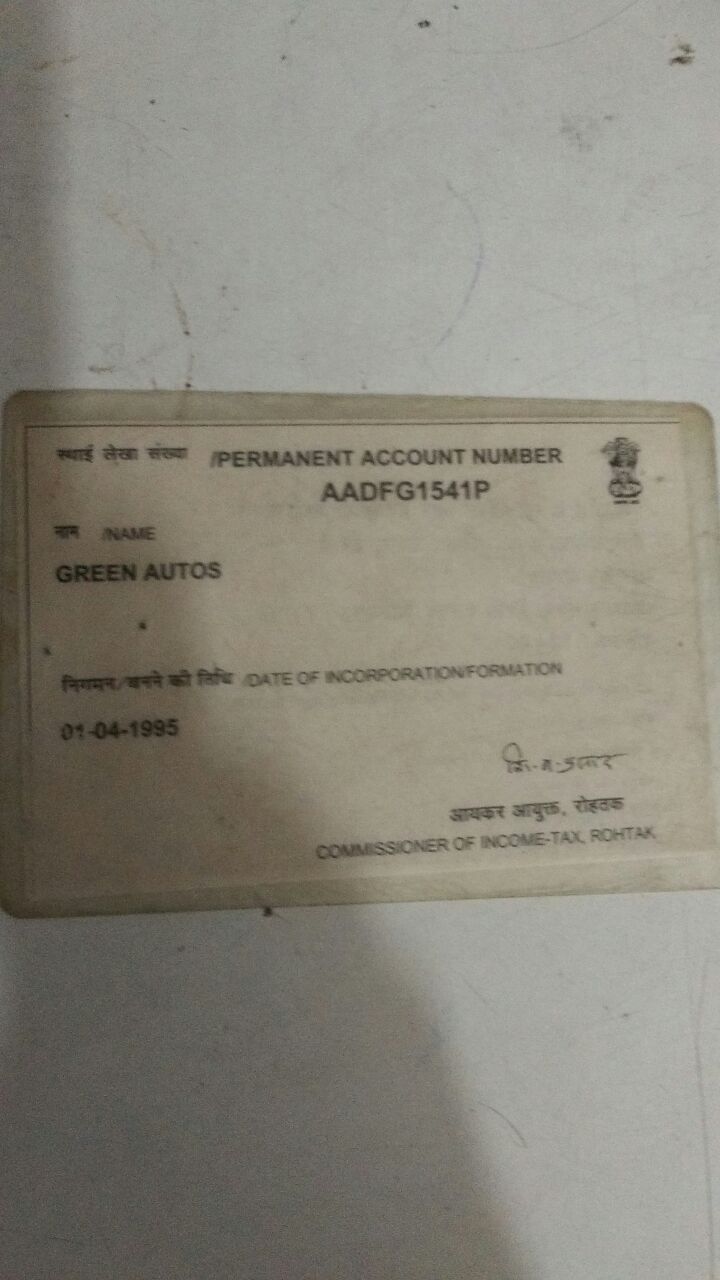 स्थाई लेखा संख्या /PERMANENT ACCOUNT NUMBER
AADFG1541P
नाम /NAME
GREEN AUTOS
निगमन/बनने की तिथि /DATE OF INCORPORATION/FORMATION
01-04-1995
आयकर आयुक्त, रोहतक
COMMISSIONER OF INCOME-TAX, ROHTAK